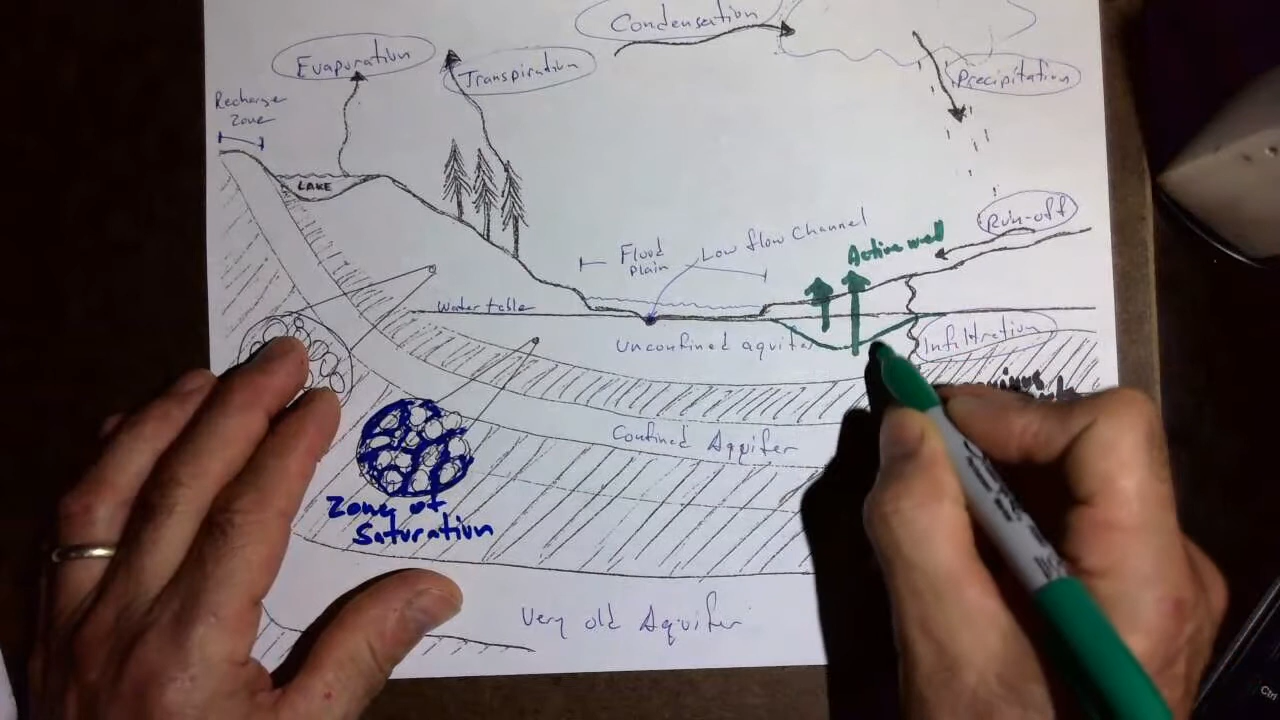 Condensation
Evaporation
Transpiration
Precipitation
Recharge
Zone
LAKE
Run-off
Flood
Plain
Low flow Channel
Active well
Water table
Unconfined aquifer
Infiltration
Confined Aquifer
Zone of
Saturation
Very old Aquifer
Ctrl